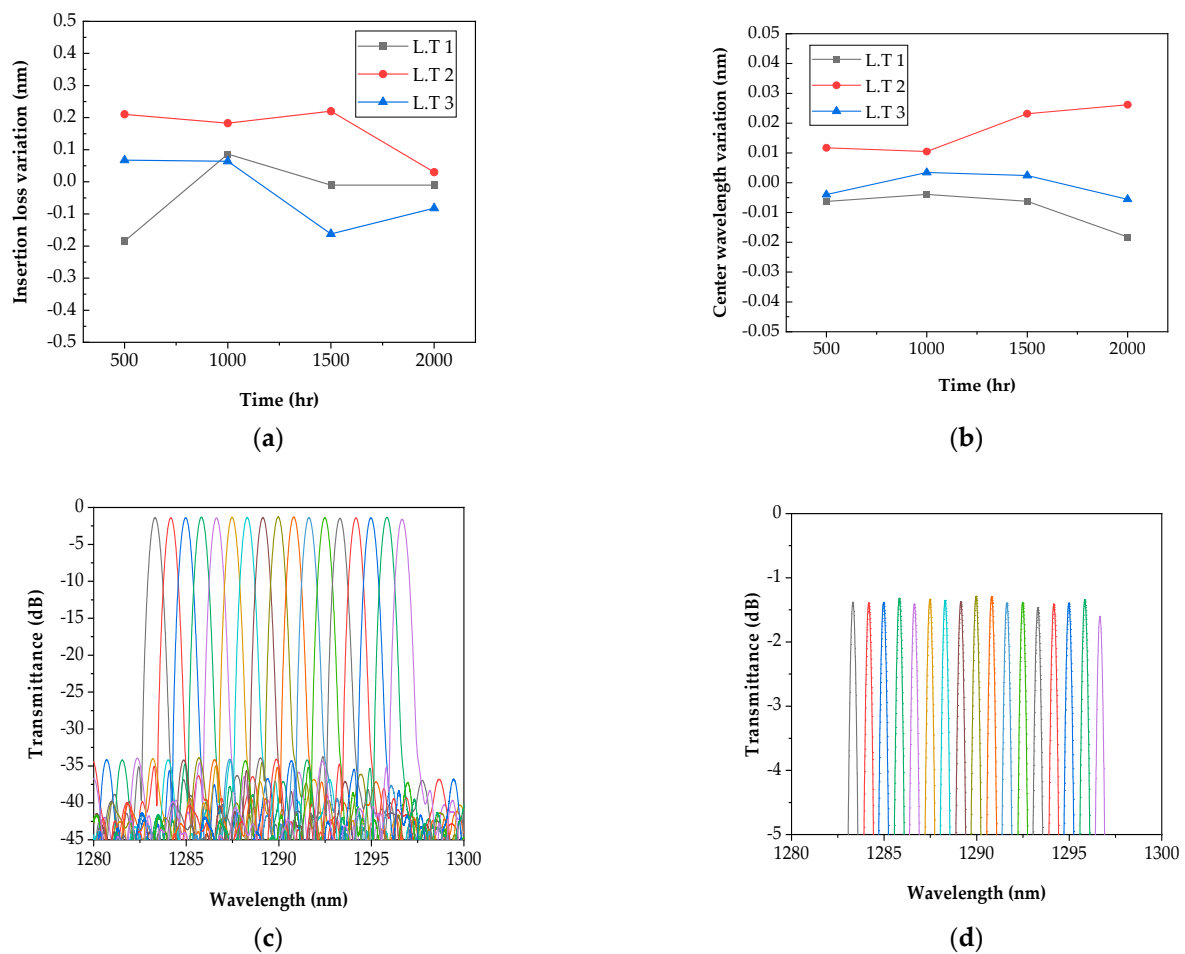 0.5
0.4
0.3
0.2
0.1
0.0
-0.1
-0.2
-0.3
-0.4
-0.5
Insertion loss variation (nm)
L.T 1
L.T 2
L.T 3
500 1000 1500 2000
Time (hr)
(a)
0.05
0.04
0.03
0.02
0.01
0.00
-0.01
-0.02
-0.03
-0.04
-0.05
Center wavelength variation (nm)
L.T 1
L.T 2
L.T 3
500 1000 1500 2000
Time (hr)
(b)
0
-5
-10
-15
-20
-25
-30
-35
-40
-45
Transmittance (dB)
1280 1285 1290 1295 1300
Wavelength (nm)
(c)
0
-1
-2
-3
-4
-5
Transmittance (dB)
1280 1285 1290 1295 1300
Wavelength (nm)
(d)